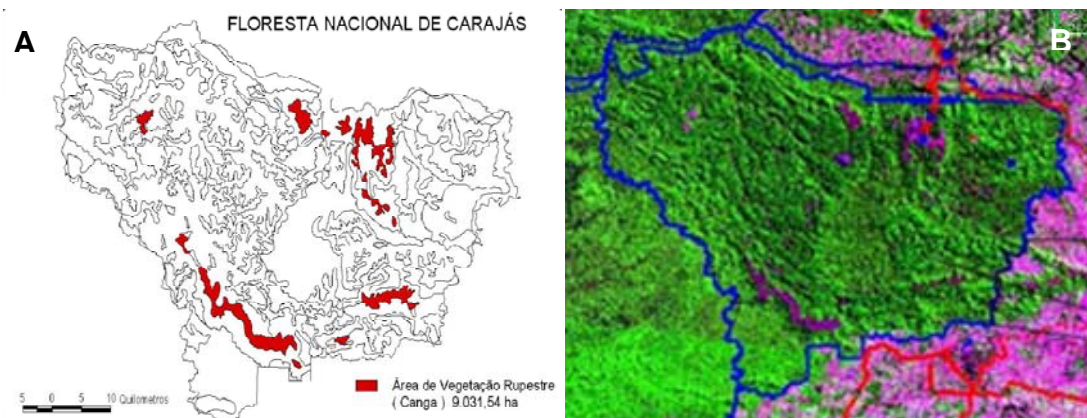 A
FLORESTA NACIONAL DE CARAJÁS
Área de Vegetação Rupestre
( Canga ) 9.031,54 ha
5 0 5 10 Quilometros
B